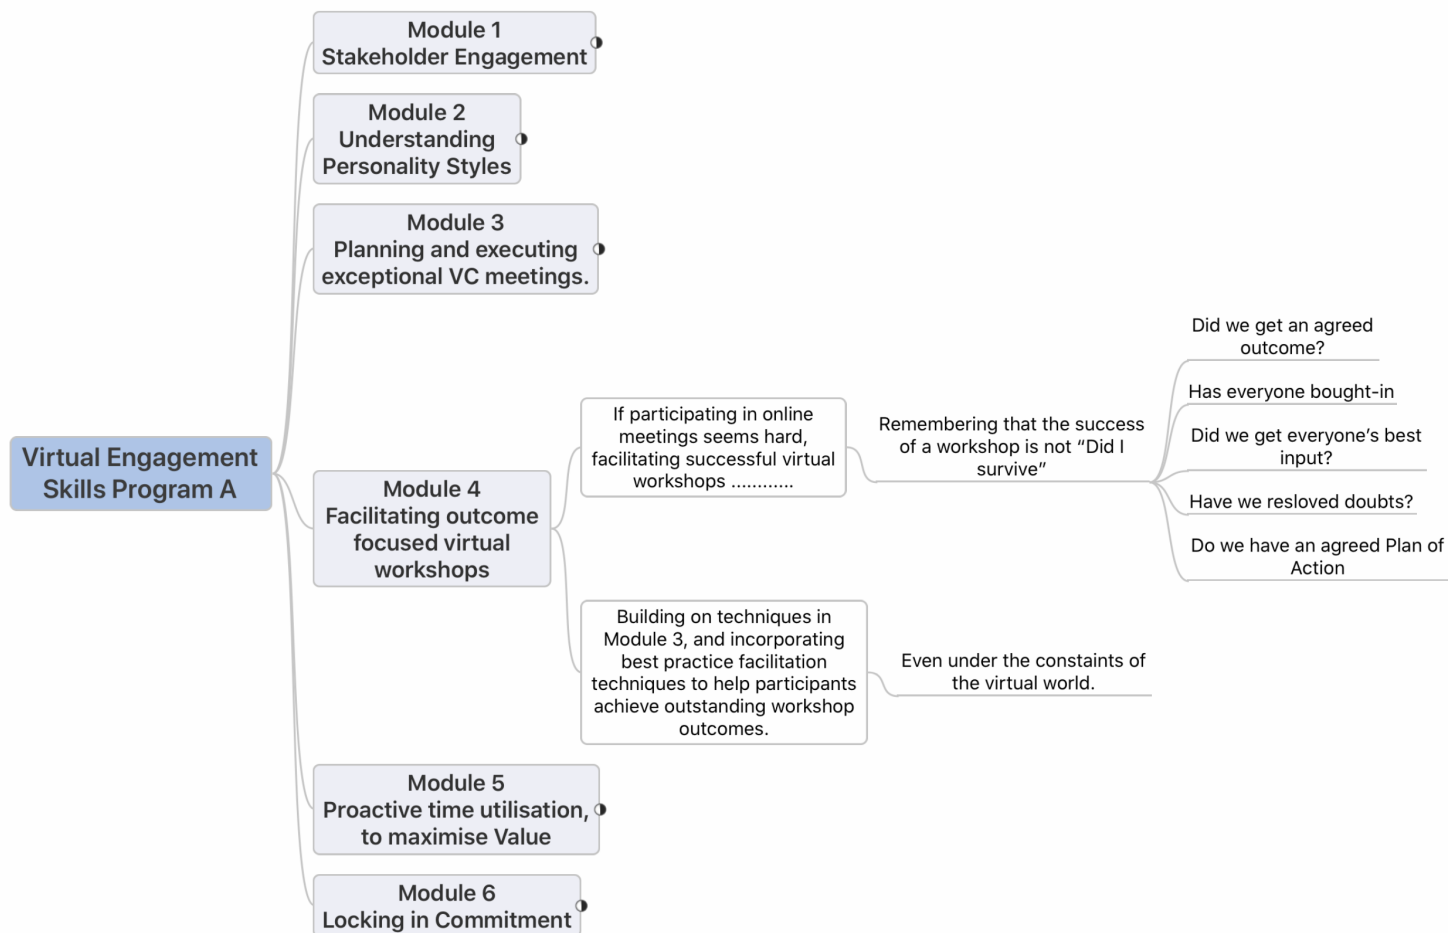 Virtual Engagement
Skills Program A
Module 1
Stakeholder Engagement
Module 2
Understanding
Personality Styles
Module 3
Planning and executing
exceptional VC meetings.
Module 4
Facilitating outcome
focused virtual
workshops
If participating in online
meetings seems hard,
facilitating successful virtual
workshops ............
Remembering that the success
of a workshop is not “Did I
survive”
Did we get an agreed
outcome?
Has everyone bought-in
Did we get everyone’s best
input?
Have we resloved doubts?
Do we have an agreed Plan of
Action
Building on techniques in
Module 3, and incorporating
best practice facilitation
techniques to help participants
achieve outstanding workshop
outcomes.
Even under the constaints of
the virtual world.
Module 5
Proactive time utilisation,
to maximise Value
Module 6
Locking in Commitment